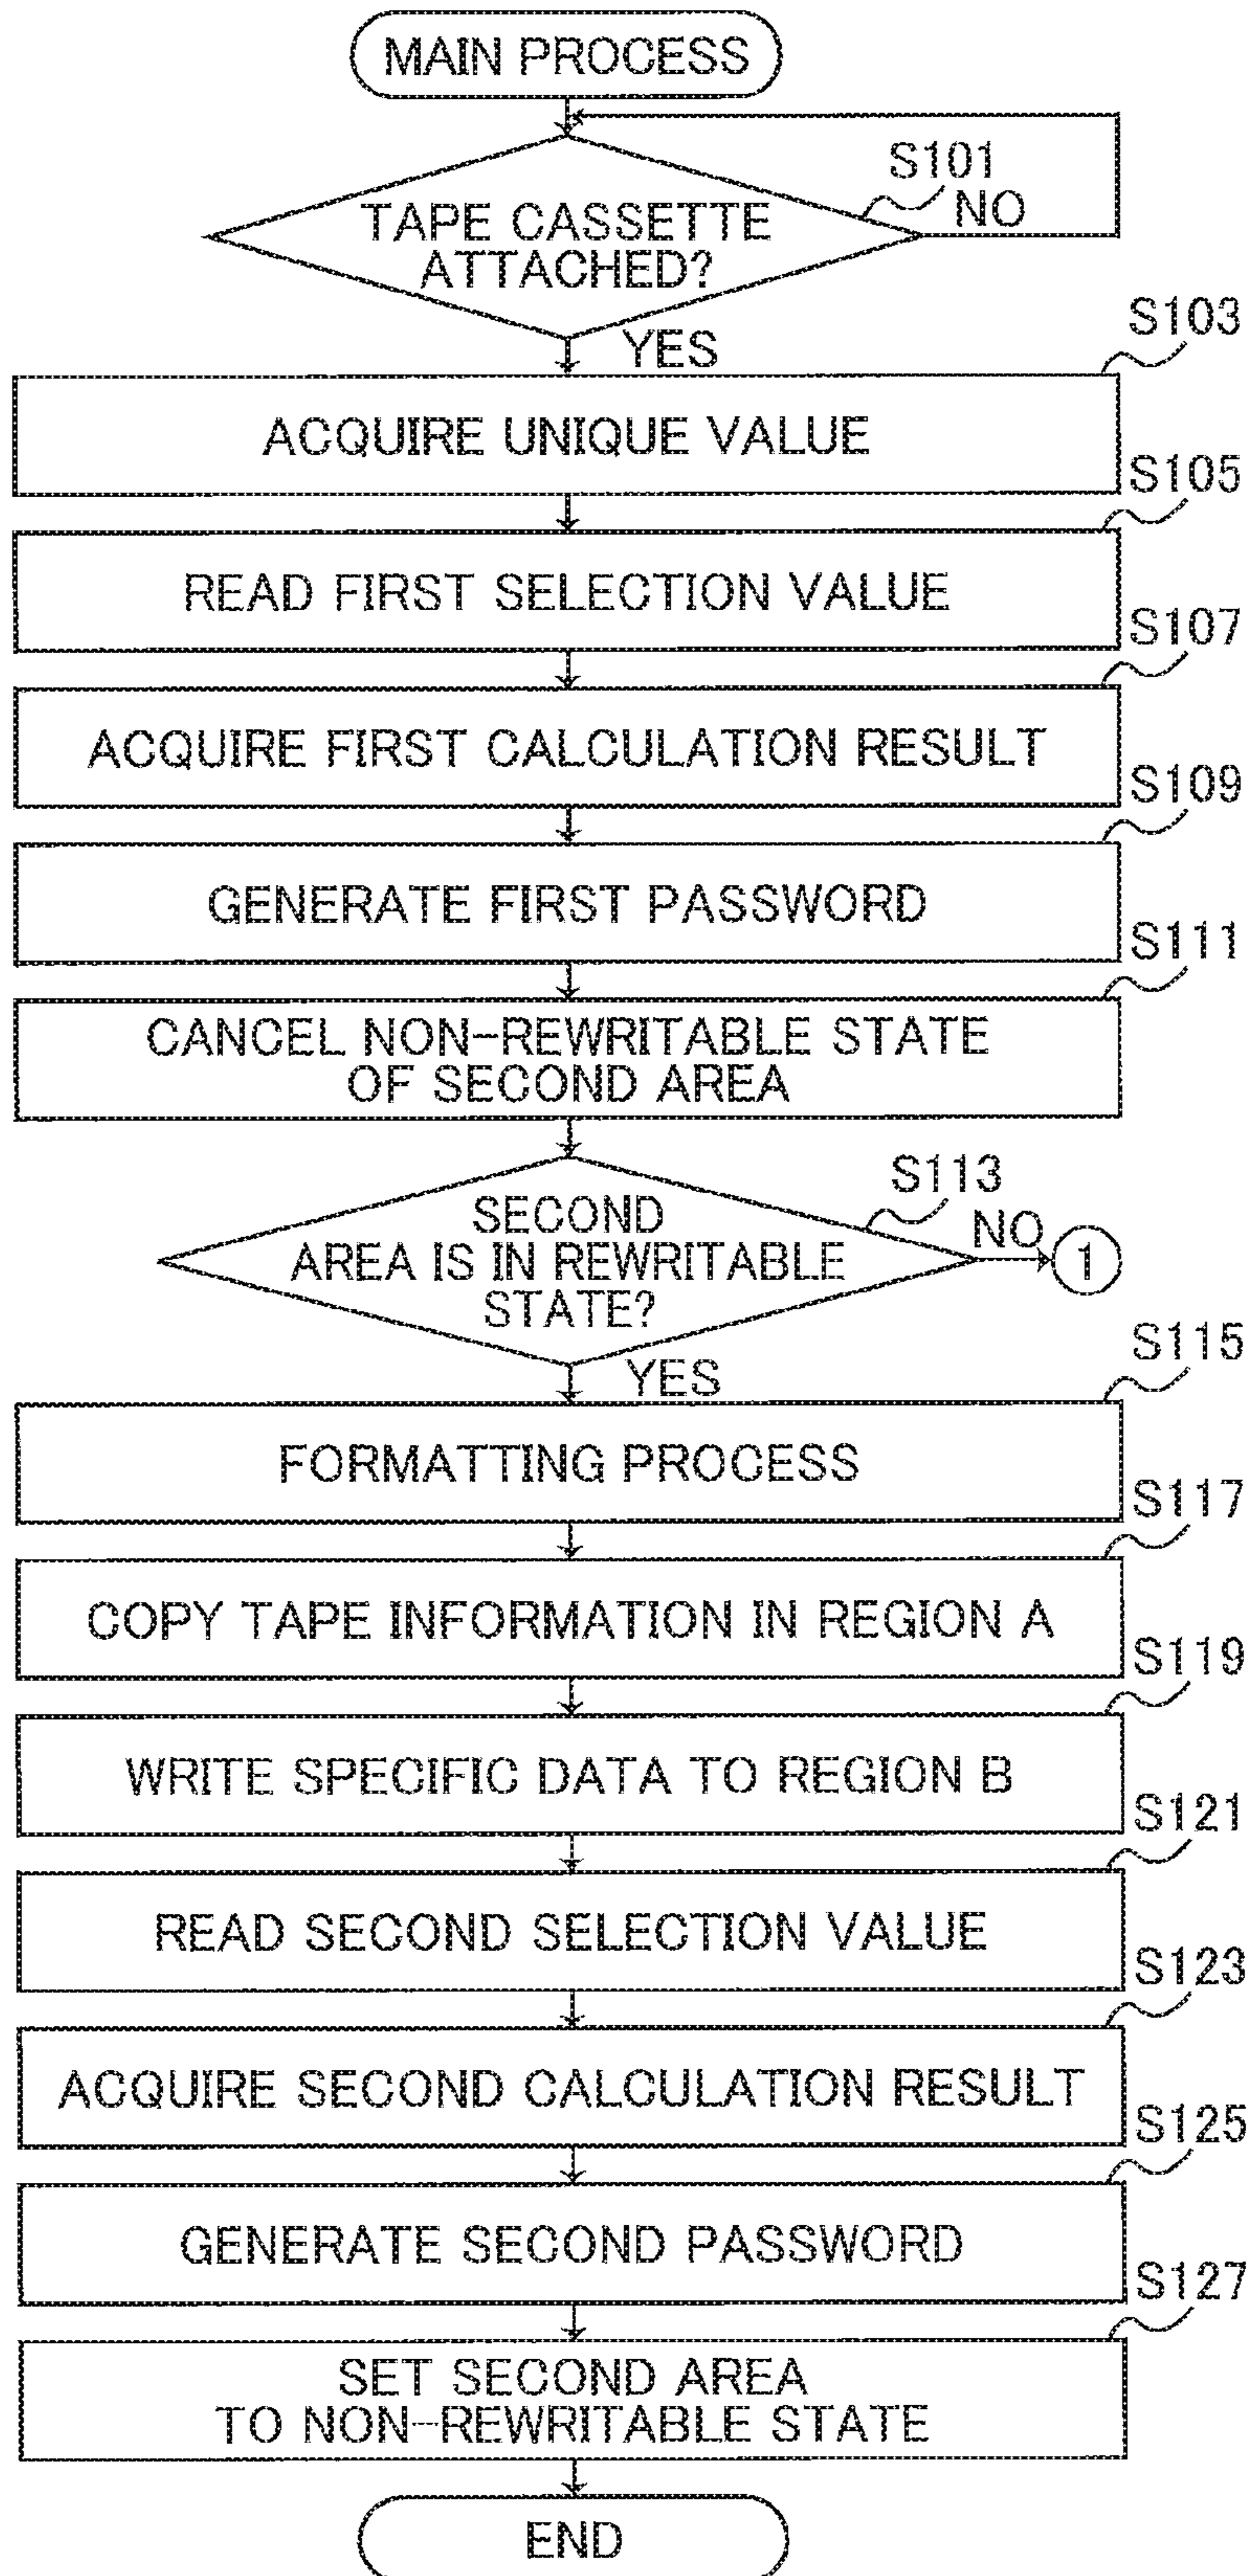 MAIN PROCESS
S101
TAPE CASSETTE
ATTACHED?
NO
YES
S103
ACQUIRE UNIQUE VALUE
S105
READ FIRST SELECTION VALUE
S107
ACQUIRE FIRST CALCULATION RESULT
S109
GENERATE FIRST PASSWORD
S111
CANCEL NON-REWRITABLE STATE
OF SECOND AREA
S113
SECOND
AREA IS IN REWRITABLE
STATE?
NO
1
YES
S115
FORMATTING PROCESS
S117
COPY TAPE INFORMATION IN REGION A
S119
WRITE SPECIFIC DATA TO REGION B
S121
READ SECOND SELECTION VALUE
S123
ACQUIRE SECOND CALCULATION RESULT
S125
GENERATE SECOND PASSWORD
S127
SET SECOND AREA
TO NON-REWRITABLE STATE
END